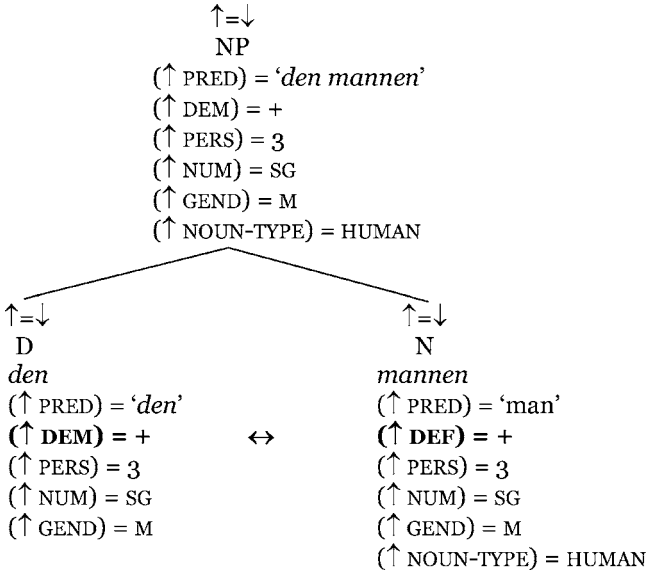 ↑=↓
NP
(↑ PRED) = ‘den mannen’
(↑ DEM) = +
(↑ PERS) = 3
(↑ NUM) = SG
(↑ GEND) = M
(↑ NOUN-TYPE) = HUMAN
↑=↓
D
den
(↑ PRED) = ‘den’
(↑ DEM) = +
(↑ PERS) = 3
(↑ NUM) = SG
(↑ GEND) = M
↔
↑=↓
N
mannen
(↑ PRED) = ‘man’
(↑ DEF) = +
(↑ PERS) = 3
(↑ NUM) = SG
(↑ GEND) = M
(↑ NOUN-TYPE) = HUMAN